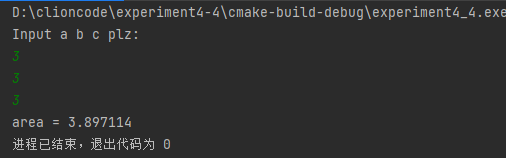 D:\clioncode\experiment4-4\cmake-build-debug\experiment4_4.exe
Input a b c plz:
3
3
3
area = 3.897114
进程已结束，退出代码为 0